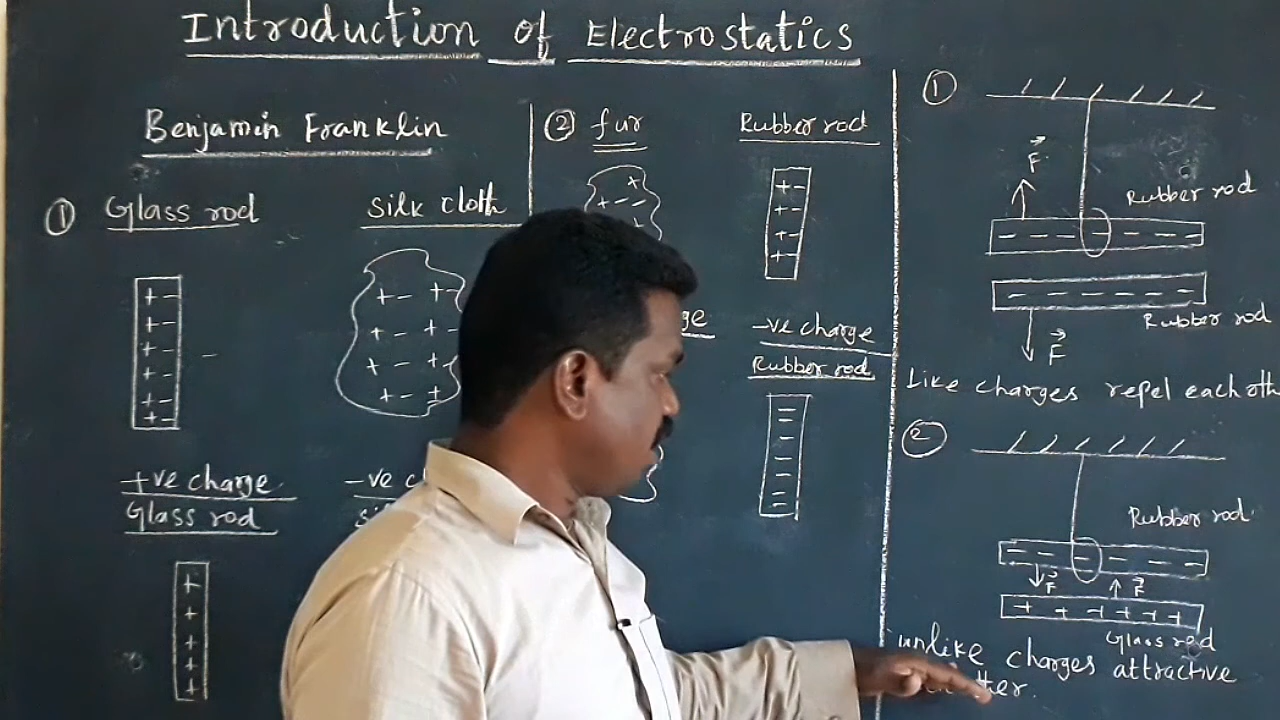 Introduction of Electrostatics
Benjamin Franklin
① Glass rod
silk cloth
+ve charge
Glass rod
-ve
② fur
Rubber rod
-ve charge
Rubber rod
①
F
Rubber rod
Rubber rod
F
Like charges repel each oth
②
Rubber rod
F
F
Glass rod
unlike charges attractive